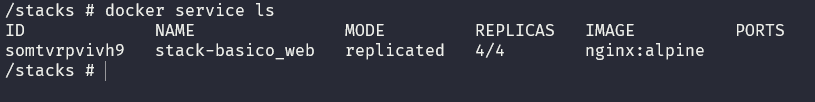 /stacks # docker service ls
ID             NAME               MODE         REPLICAS   IMAGE          PORTS
somtvrpvivh9   stack-basico_web   replicated   4/4        nginx:alpine
/stacks #